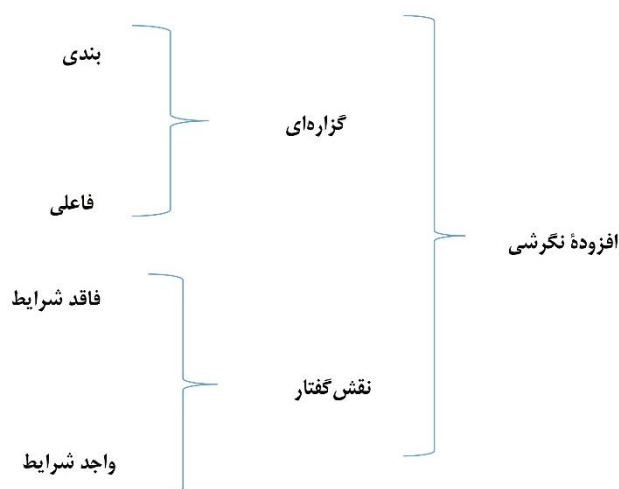 افزودهٔ نگرشی
گزاره‌ای
بندی
فاعلی
نقش‌گفتار
فاقد شرایط
واجد شرایط